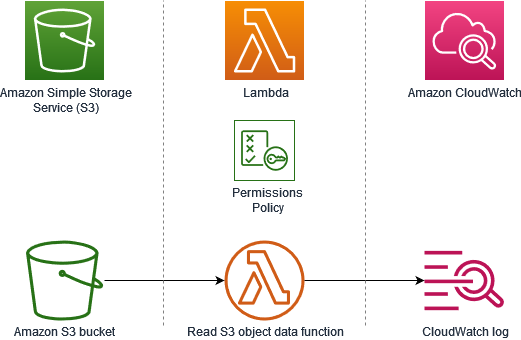 Amazon Simple Storage
Service (S3)
Lambda
Amazon CloudWatch
Permissions
Policy
Amazon S3 bucket
Read S3 object data function
CloudWatch log